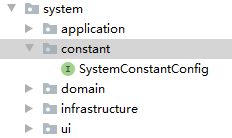 system
application
constant
SystemConstantConfig
domain
infrastructure
ui